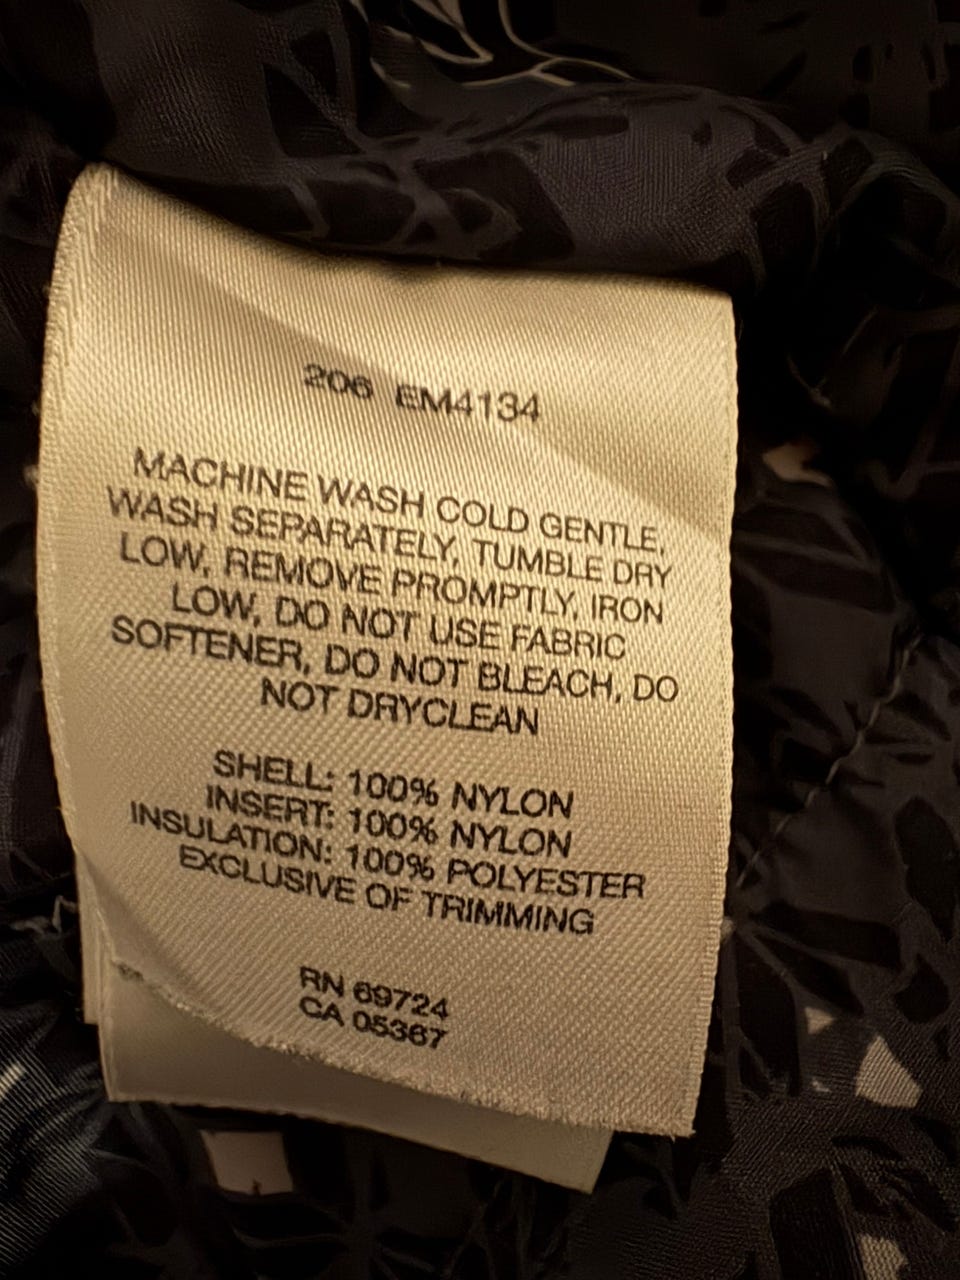 206 EM4134
MACHINE WASH COLD GENTLE,
WASH SEPARATELY, TUMBLE DRY
LOW, REMOVE PROMPTLY, IRON
LOW, DO NOT USE FABRIC
SOFTENER, DO NOT BLEACH, DO
NOT DRYCLEAN
SHELL: 100% NYLON
INSERT: 100% NYLON
INSULATION: 100% POLYESTER
EXCLUSIVE OF TRIMMING
RN 69724
CA 05367